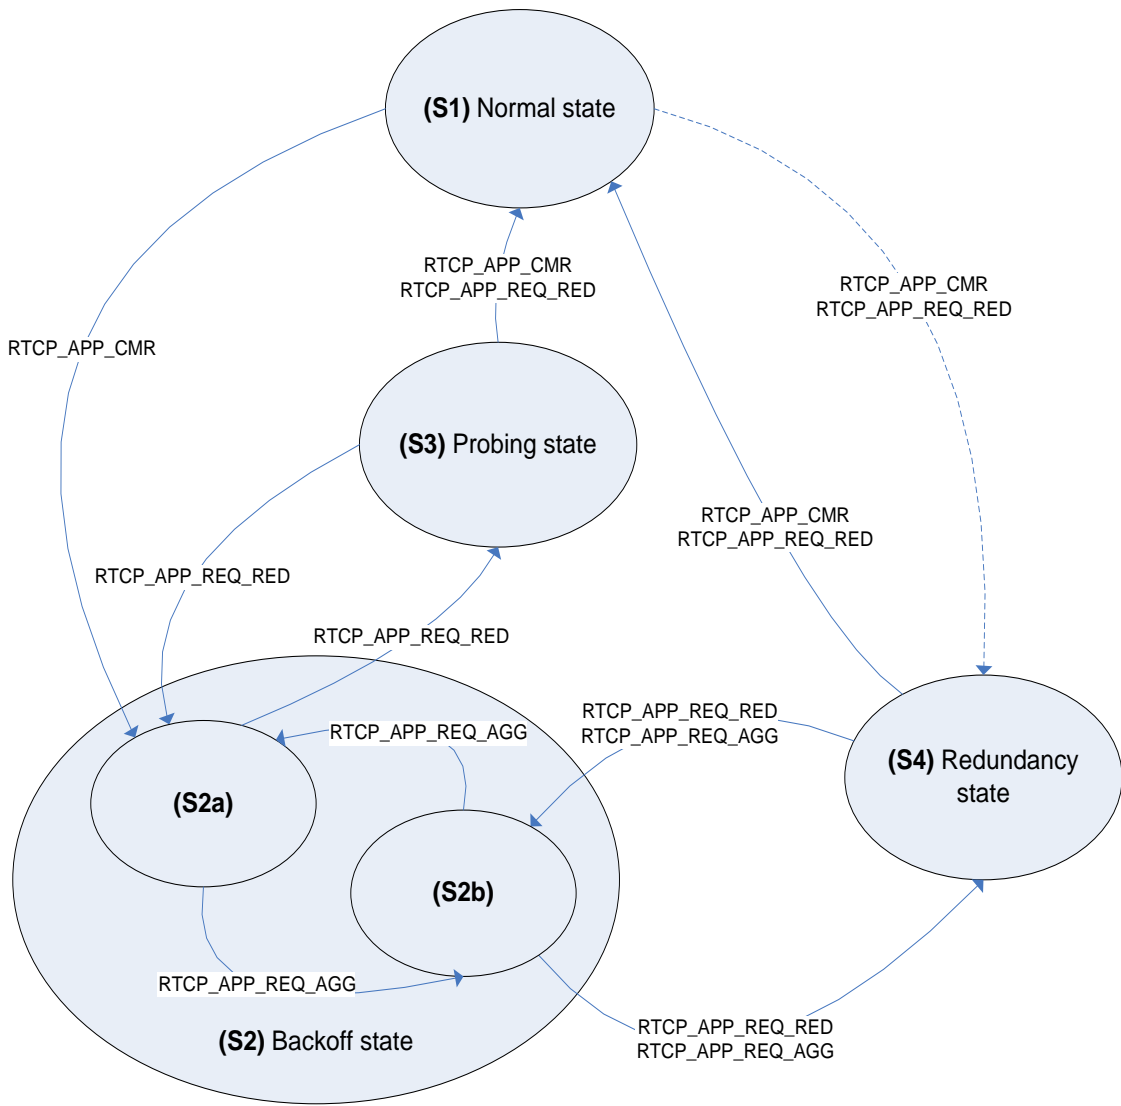 (S1) Normal state
RTCP_APP_CMR
RTCP_APP_REQ_RED
RTCP_APP_CMR
RTCP_APP_REQ_RED
RTCP_APP_CMR
(S3) Probing state
RTCP_APP_CMR
RTCP_APP_REQ_RED
RTCP_APP_REQ_RED
RTCP_APP_REQ_RED
RTCP_APP_REQ_RED
RTCP_APP_REQ_AGG
RTCP_APP_REQ_AGG
(S4) Redundancy
state
(S2a)
(S2b)
RTCP_APP_REQ_AGG
RTCP_APP_REQ_RED
RTCP_APP_REQ_AGG
(S2) Backoff state